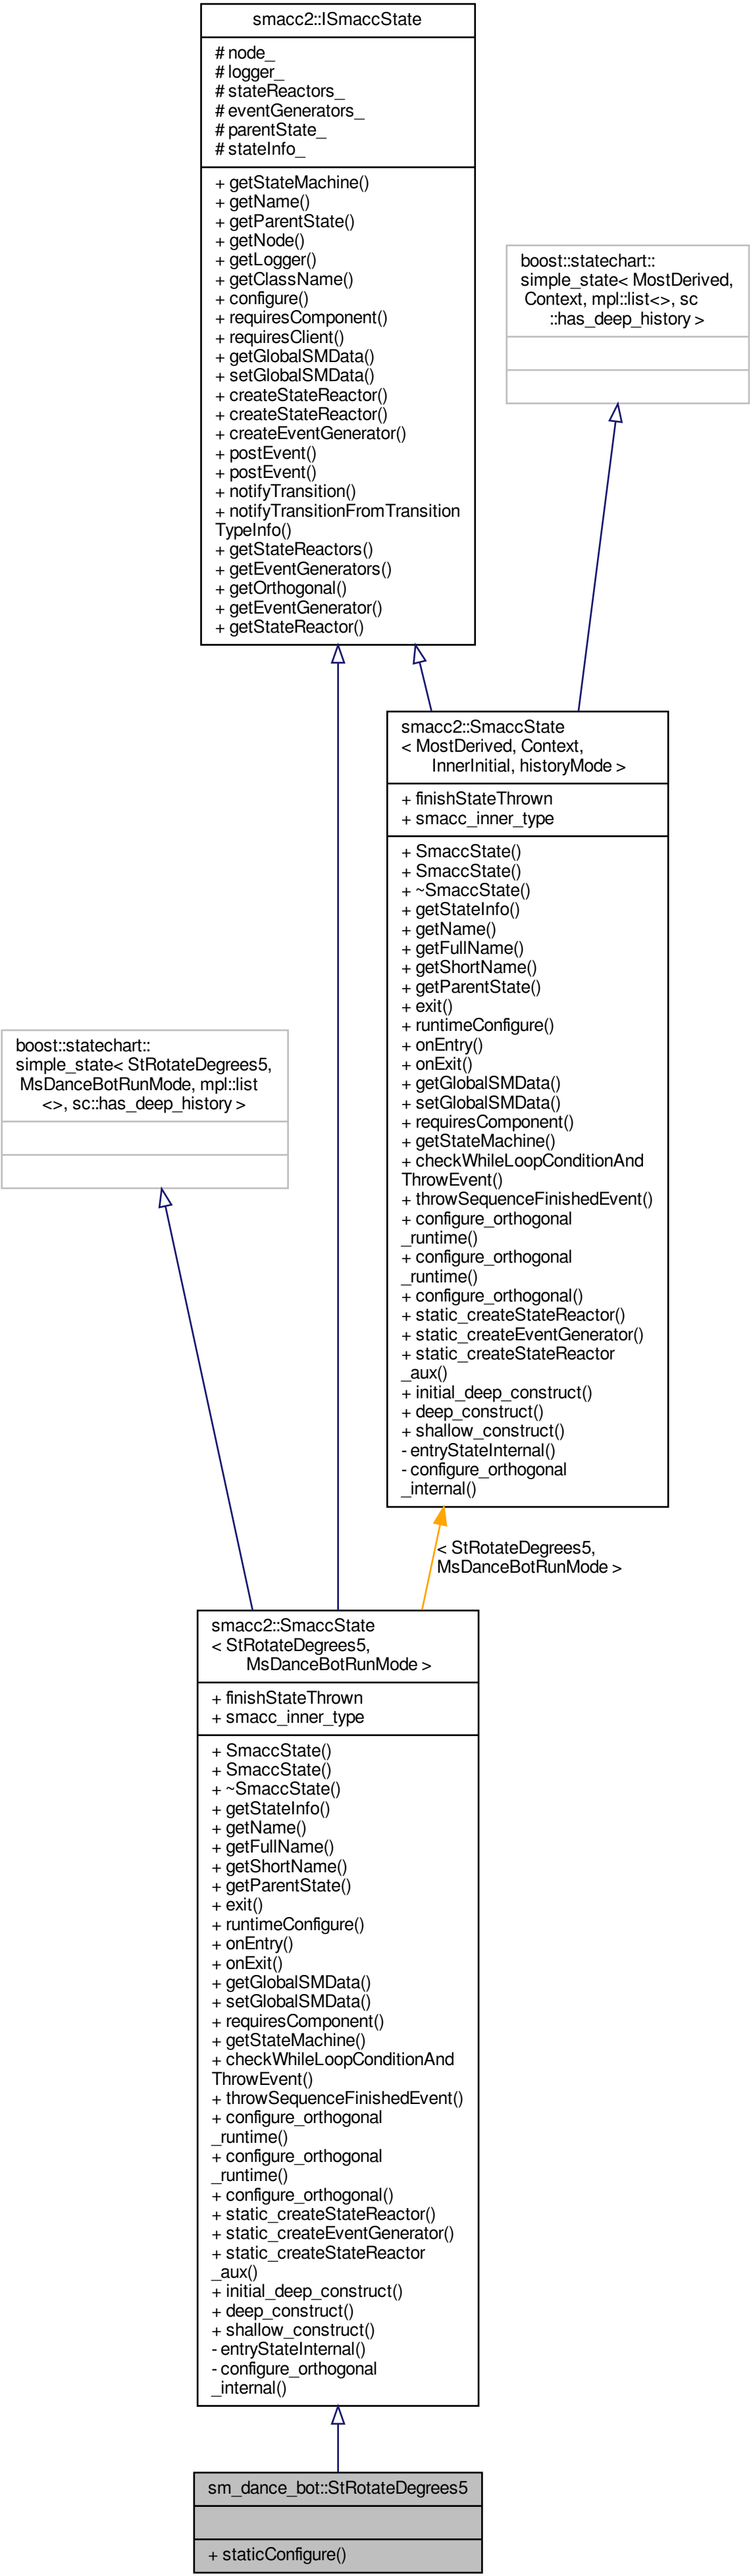 smacc2::ISmaccState
# node_
# logger_
# stateReactors_
# eventGenerators_
# parentState_
# stateInfo_
+ getStateMachine()
+ getName()
+ getParentState()
+ getNode()
+ getLogger()
+ getClassName()
+ configure()
+ requiresComponent()
+ requiresClient()
+ getGlobalSMData()
+ setGlobalSMData()
+ createStateReactor()
+ createStateReactor()
+ createEventGenerator()
+ postEvent()
+ postEvent()
+ notifyTransition()
+ notifyTransitionFromTransition
TypeInfo()
+ getStateReactors()
+ getEventGenerators()
+ getOrthogonal()
+ getEventGenerator()
+ getStateReactor()
boost::statechart::
simple_state< MostDerived,
Context, mpl::list<>, sc
::has_deep_history >
smacc2::SmaccState
< MostDerived, Context,
InnerInitial, historyMode >
+ finishStateThrown
+ smacc_inner_type
+ SmaccState()
+ SmaccState()
+ ~SmaccState()
+ getStateInfo()
+ getName()
+ getFullName()
+ getShortName()
+ getParentState()
+ exit()
+ runtimeConfigure()
+ onEntry()
+ onExit()
+ getGlobalSMData()
+ setGlobalSMData()
+ requiresComponent()
+ getStateMachine()
+ checkWhileLoopConditionAnd
ThrowEvent()
+ throwSequenceFinishedEvent()
+ configure_orthogonal
_runtime()
+ configure_orthogonal
_runtime()
+ configure_orthogonal()
+ static_createStateReactor()
+ static_createEventGenerator()
+ static_createStateReactor
_aux()
+ initial_deep_construct()
+ deep_construct()
+ shallow_construct()
- entryStateInternal()
- configure_orthogonal
_internal()
boost::statechart::
simple_state< StRotateDegrees5,
MsDanceBotRunMode, mpl::list
<>, sc::has_deep_history >
< StRotateDegrees5,
MsDanceBotRunMode >
smacc2::SmaccState
< StRotateDegrees5,
MsDanceBotRunMode >
+ finishStateThrown
+ smacc_inner_type
+ SmaccState()
+ SmaccState()
+ ~SmaccState()
+ getStateInfo()
+ getName()
+ getFullName()
+ getShortName()
+ getParentState()
+ exit()
+ runtimeConfigure()
+ onEntry()
+ onExit()
+ getGlobalSMData()
+ setGlobalSMData()
+ requiresComponent()
+ getStateMachine()
+ checkWhileLoopConditionAnd
ThrowEvent()
+ throwSequenceFinishedEvent()
+ configure_orthogonal
_runtime()
+ configure_orthogonal
_runtime()
+ configure_orthogonal()
+ static_createStateReactor()
+ static_createEventGenerator()
+ static_createStateReactor
_aux()
+ initial_deep_construct()
+ deep_construct()
+ shallow_construct()
- entryStateInternal()
- configure_orthogonal
_internal()
sm_dance_bot::StRotateDegrees5
+ staticConfigure()